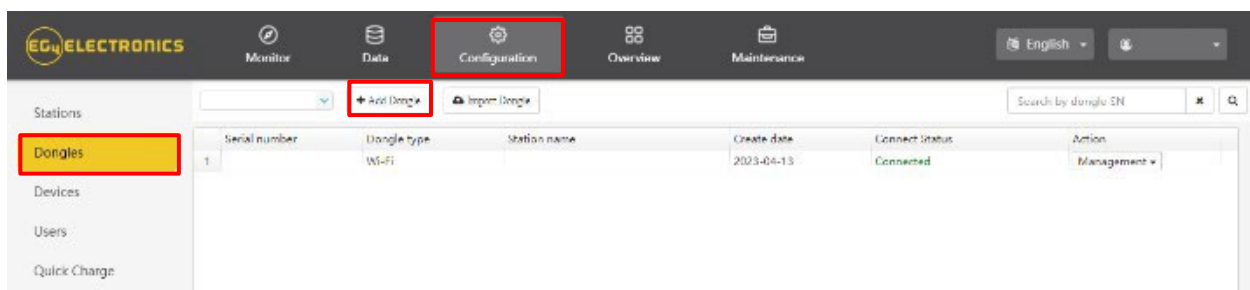 EG4 ELECTRONICS
Monitor
Data
Configuration
Overview
Maintenance
English
Stations
+ Add Dongle
Import Dongle
Search by dongle SN
Dongles
Serial number
Dongle type
Station name
Create date
Connect Status
Action
1
Wi-Fi
2023-04-13
Connected
Management
Devices
Users
Quick Charge